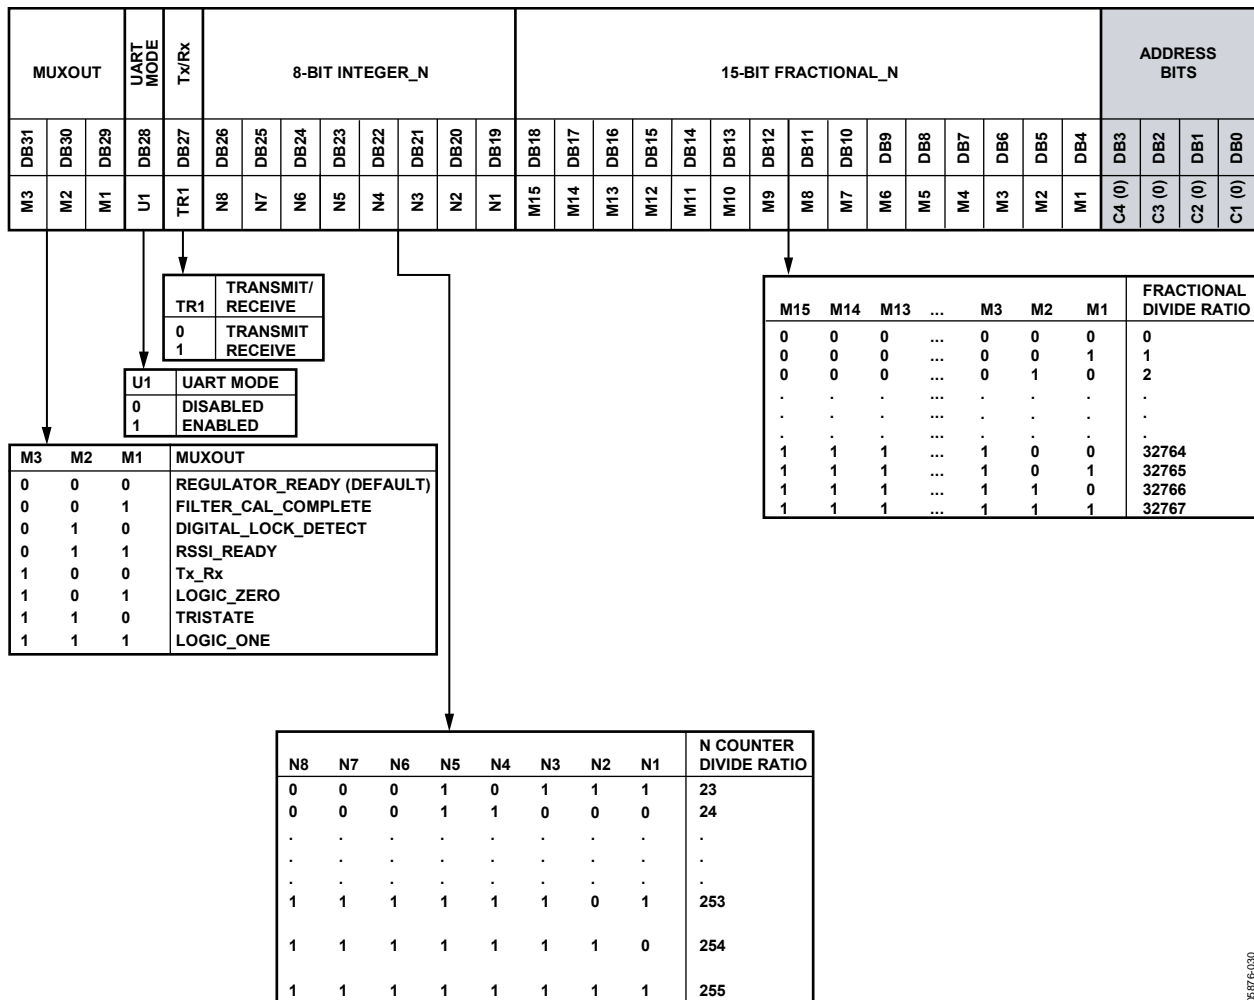 MUXOUT
UART
MODE
Tx/Rx
8-BIT INTEGER_N
15-BIT FRACTIONAL_N
ADDRESS
BITS
DB31 DB30 DB29 DB28 DB27 DB26 DB25 DB24 DB23 DB22 DB21 DB20 DB19 DB18 DB17 DB16 DB15 DB14 DB13 DB12 DB11 DB10 DB9 DB8 DB7 DB6 DB5 DB4 DB3 DB2 DB1 DB0
M3 M2 M1 U1 TR1 N8 N7 N6 N5 N4 N3 N2 N1 M15 M14 M13 M12 M11 M10 M9 M8 M7 M6 M5 M4 M3 M2 M1 C4 (0) C3 (0) C2 (0) C1 (0)
TR1 TRANSMIT/
RECEIVE
0 TRANSMIT
1 RECEIVE
U1 UART MODE
0 DISABLED
1 ENABLED
M3 M2 M1 MUXOUT
0 0 0 REGULATOR_READY (DEFAULT)
0 0 1 FILTER_CAL_COMPLETE
0 1 0 DIGITAL_LOCK_DETECT
0 1 1 RSSI_READY
1 0 0 Tx_Rx
1 0 1 LOGIC_ZERO
1 1 0 TRISTATE
1 1 1 LOGIC_ONE
M15 M14 M13 ... M3 M2 M1 FRACTIONAL
DIVIDE RATIO
0 0 0 ... 0 0 0 0
0 0 0 ... 0 0 1 1
0 0 0 ... 0 1 0 2
. . . ... . . . .
. . . ... . . . .
. . . ... . . . .
1 1 1 ... 1 0 0 32764
1 1 1 ... 1 0 1 32765
1 1 1 ... 1 1 0 32766
1 1 1 ... 1 1 1 32767
N8 N7 N6 N5 N4 N3 N2 N1 N COUNTER
DIVIDE RATIO
0 0 0 1 0 1 1 1 23
0 0 0 1 1 0 0 0 24
. . . . . . . . .
. . . . . . . . .
. . . . . . . . .
1 1 1 1 1 1 0 1 253
1 1 1 1 1 1 1 0 254
1 1 1 1 1 1 1 1 255